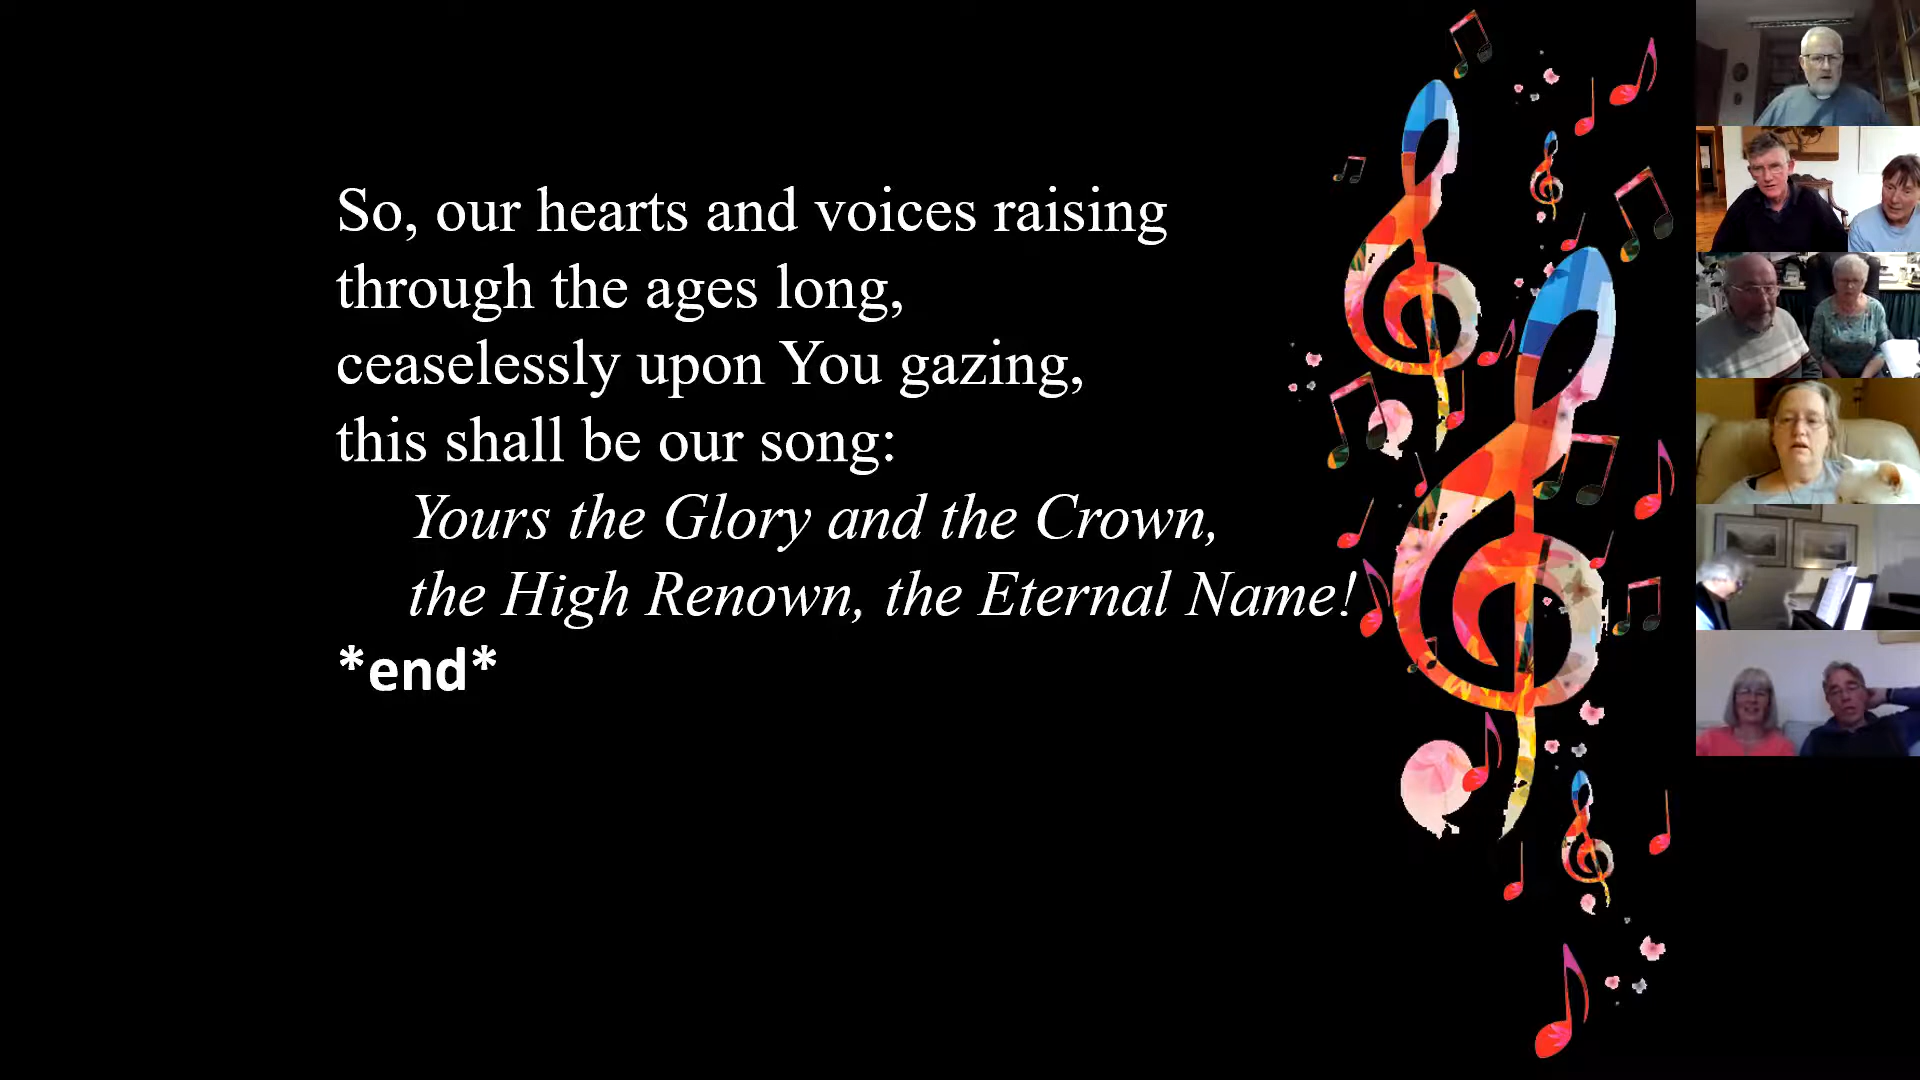 So, our hearts and voices raising
through the ages long,
ceaselessly upon You gazing,
this shall be our song:
Yours the Glory and the Crown,
the High Renown, the Eternal Name!
*end*